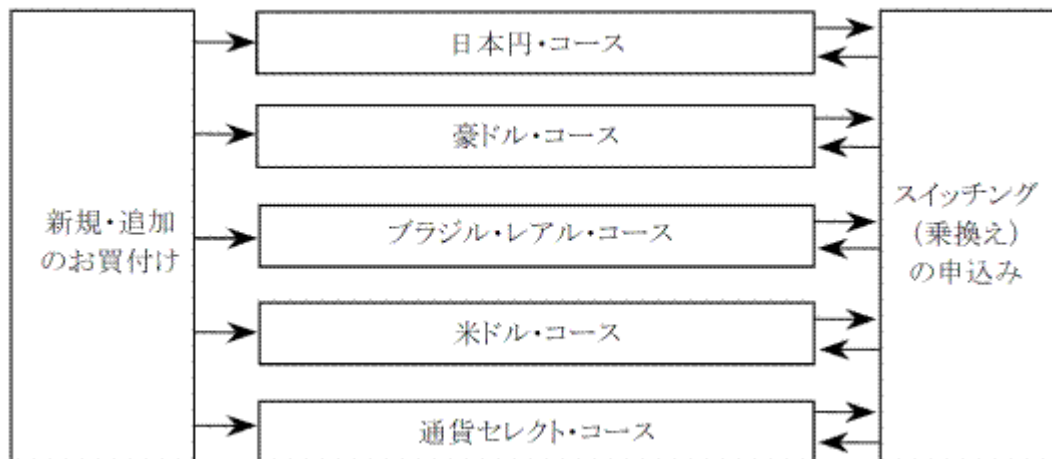 新規・追加
のお買付け
日本円・コース
豪ドル・コース
ブラジル・レアル・コース
米ドル・コース
通貨セレクト・コース
スイッチング
(乗換え)
の申込み